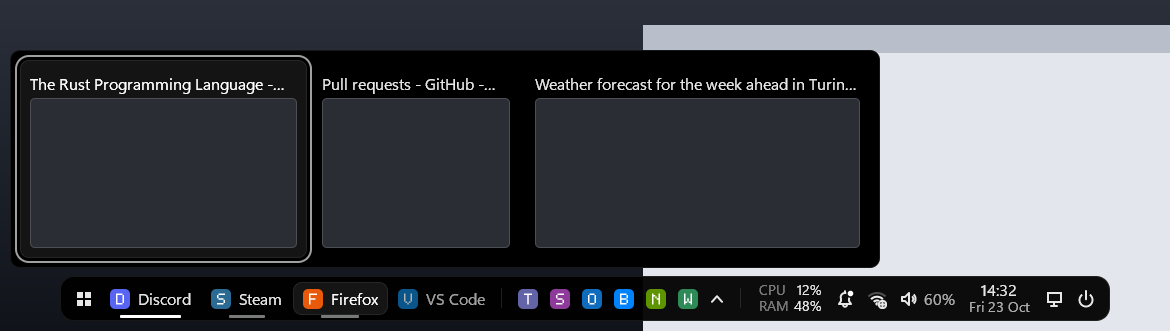 The Rust Programming Language -...
Pull requests - GitHub -...
Weather forecast for the week ahead in Turin...
D Discord
S Steam
F Firefox
V VS Code
T S O B N W
CPU 12%
RAM 48%
60%
14:32
Fri 23 Oct